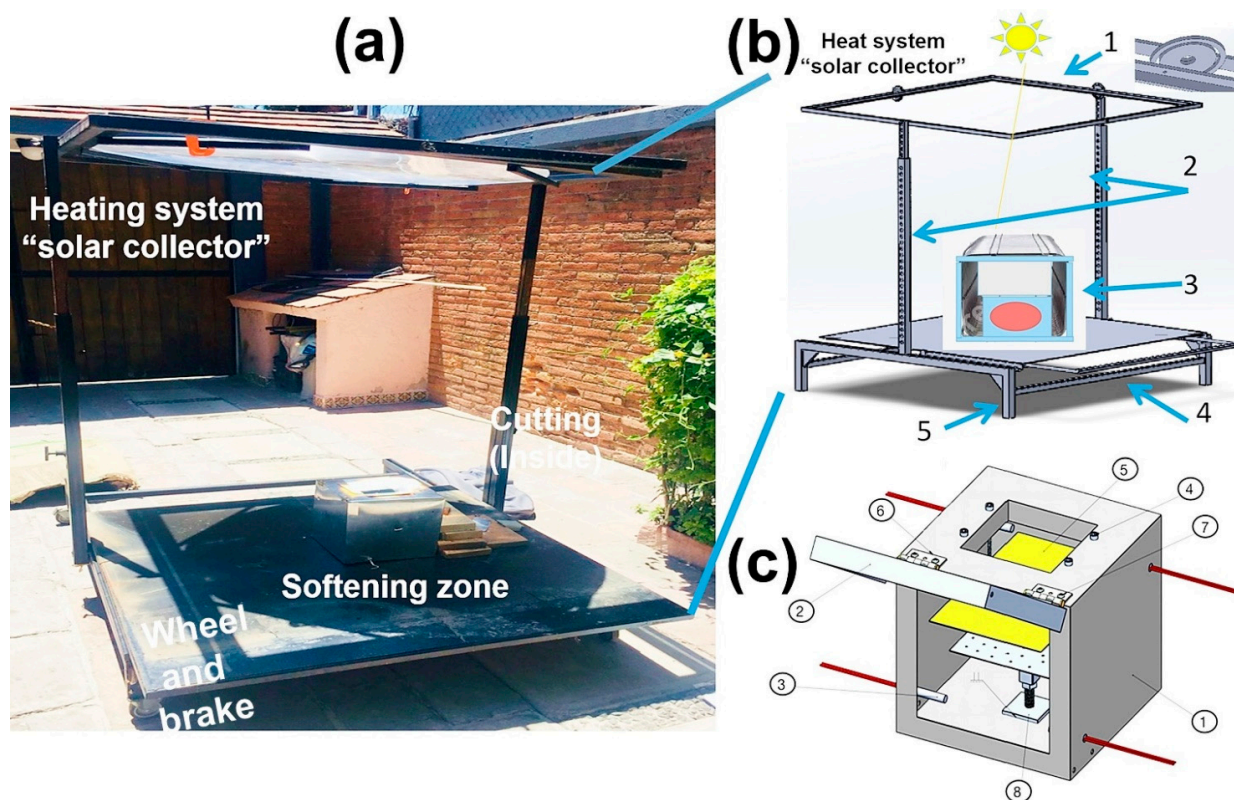 (a)
Heating system
“solar collector”
Cutting
(Inside)
Softening zone
Wheel
and
brake
(b)
Heat system
“solar collector”
1
2
3
4
5
(c)
5
4
6
7
2
3
1
8